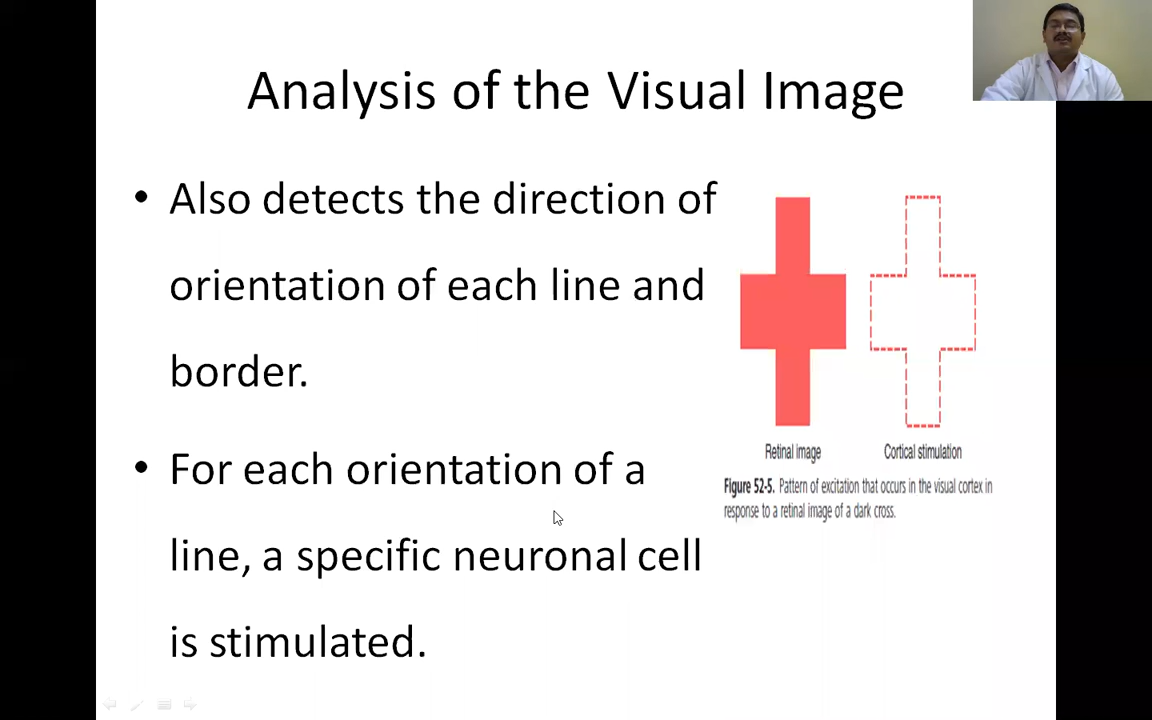 Analysis of the Visual Image
• Also detects the direction of
orientation of each line and
border.
• For each orientation of a
line, a specific neuronal cell
is stimulated.
Retinal image
Cortical stimulation
Figure 52-5. Pattern of excitation that occurs in the visual cortex in
response to a retinal image of a dark cross.